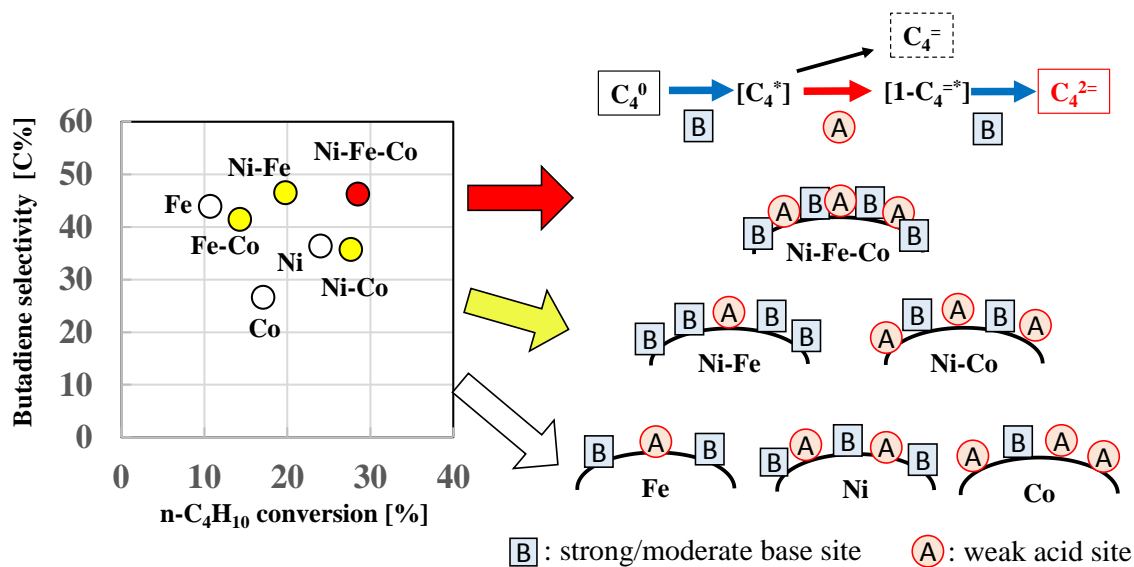 C₄⁼
C₄⁰ [C₄*] [1-C₄⁼*] C₄²⁼
B A B
Butadiene selectivity [C%]
60
50
40
30
20
10
0
0 10 20 30 40
n-C₄H₁₀ conversion [%]
Ni-Fe Ni-Fe-Co
Fe
Fe-Co
Ni
Ni-Co
Co
B A B A B A B
Ni-Fe-Co
B B A B B
Ni-Fe
A B A B A
Ni-Co
B A B
Fe
B A B A B
Ni
A B A A
Co
B : strong/moderate base site A : weak acid site